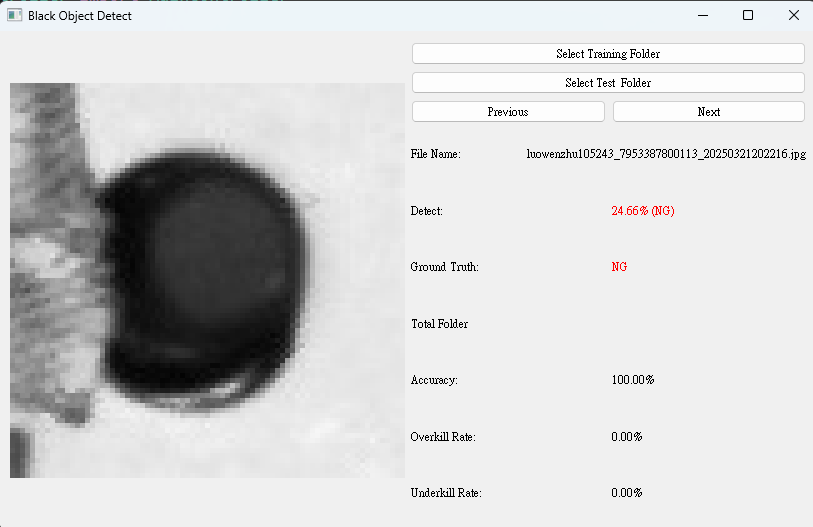 Black Object Detect
Select Training Folder
Select Test Folder
Previous Next
File Name: luowenzhu105243_7953387800113_20250321202216.jpg
Detect: 24.66% (NG)
Ground Truth: NG
Total Folder
Accuracy: 100.00%
Overkill Rate: 0.00%
Underkill Rate: 0.00%